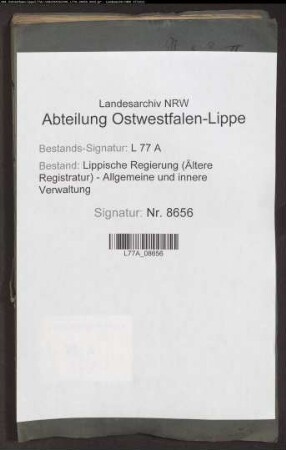 Landesarchiv NRW
Abteilung Ostwestfalen-Lippe
Bestands-Signatur: L 77 A
Bestand: Lippische Regierung (Ältere
Registratur) - Allgemeine und innere
Verwaltung
Signatur: Nr. 8656
L77A_08656